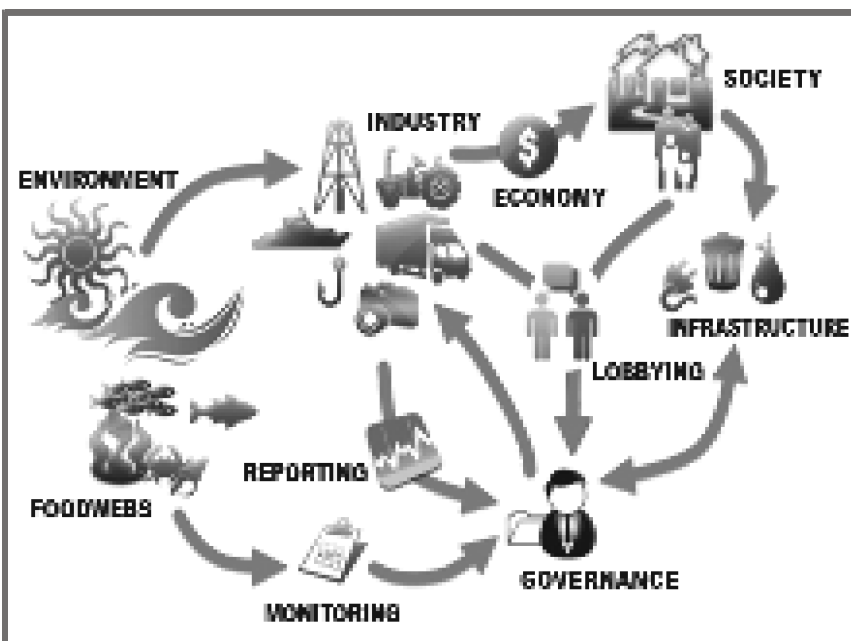 SOCIETY
INDUSTRY
ENVIRONMENT
$
ECONOMY
INFRASTRUCTURE
LOBBYING
REPORTING
FOODWEBS
GOVERNANCE
MONITORING